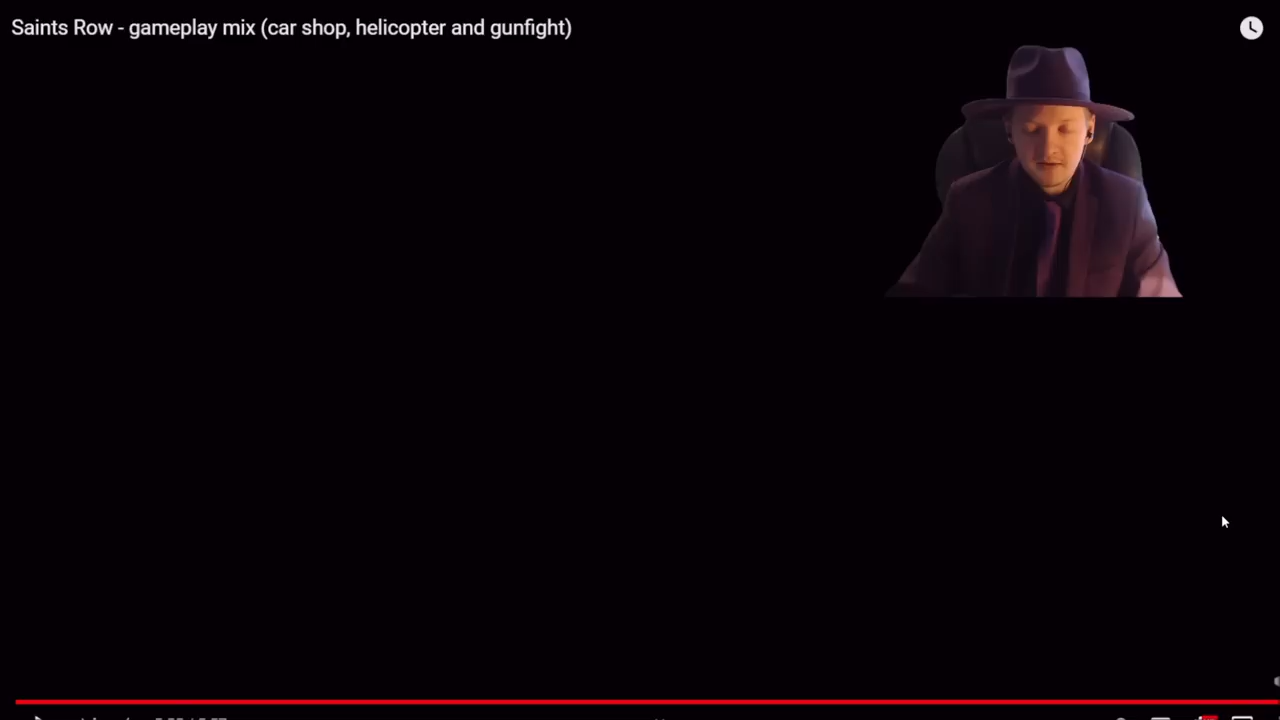 Saints Row - gameplay mix (car shop, helicopter and gunfight)